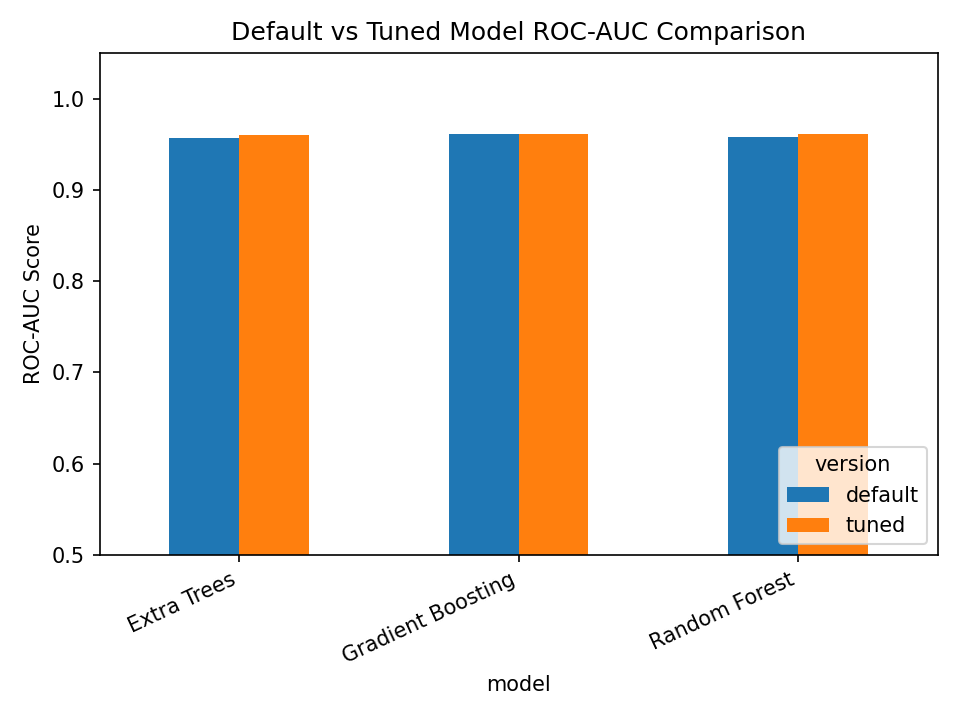 Default vs Tuned Model ROC-AUC Comparison
ROC-AUC Score
1.0
0.9
0.8
0.7
0.6
0.5
version
default
tuned
Extra Trees
Gradient Boosting
Random Forest
model